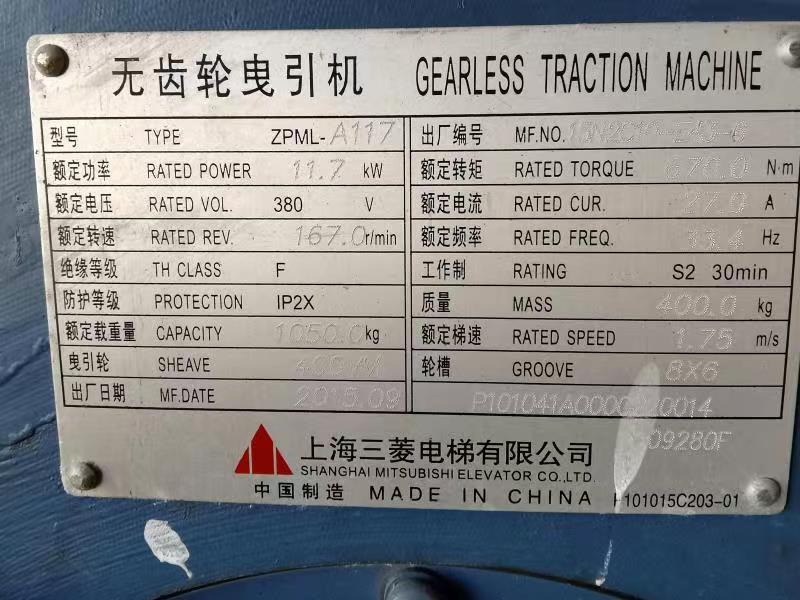 无齿轮曳引机 GEARLESS TRACTION MACHINE
型号 TYPE ZPML-A117 出厂编号 MF.NO.
额定功率 RATED POWER 11.7 kW 额定转矩 RATED TORQUE 670.0 N·m
额定电压 RATED VOL. 380 V 额定电流 RATED CUR. 27.0 A
额定转速 RATED REV. 167.0 r/min 额定频率 RATED FREQ. 33.4 Hz
绝缘等级 TH CLASS F 工作制 RATING S2 30min
防护等级 PROTECTION IP2X 质量 MASS 400.0 kg
额定载重量 CAPACITY 1050.0 kg 额定梯速 RATED SPEED 1.75 m/s
曳引轮 SHEAVE 轮槽 GROOVE 8X6
出厂日期 MF.DATE 2015.09
09280F
上海三菱电梯有限公司
SHANGHAI MITSUBISHI ELEVATOR CO.,LTD.
中国制造 MADE IN CHINA P101015C203-01